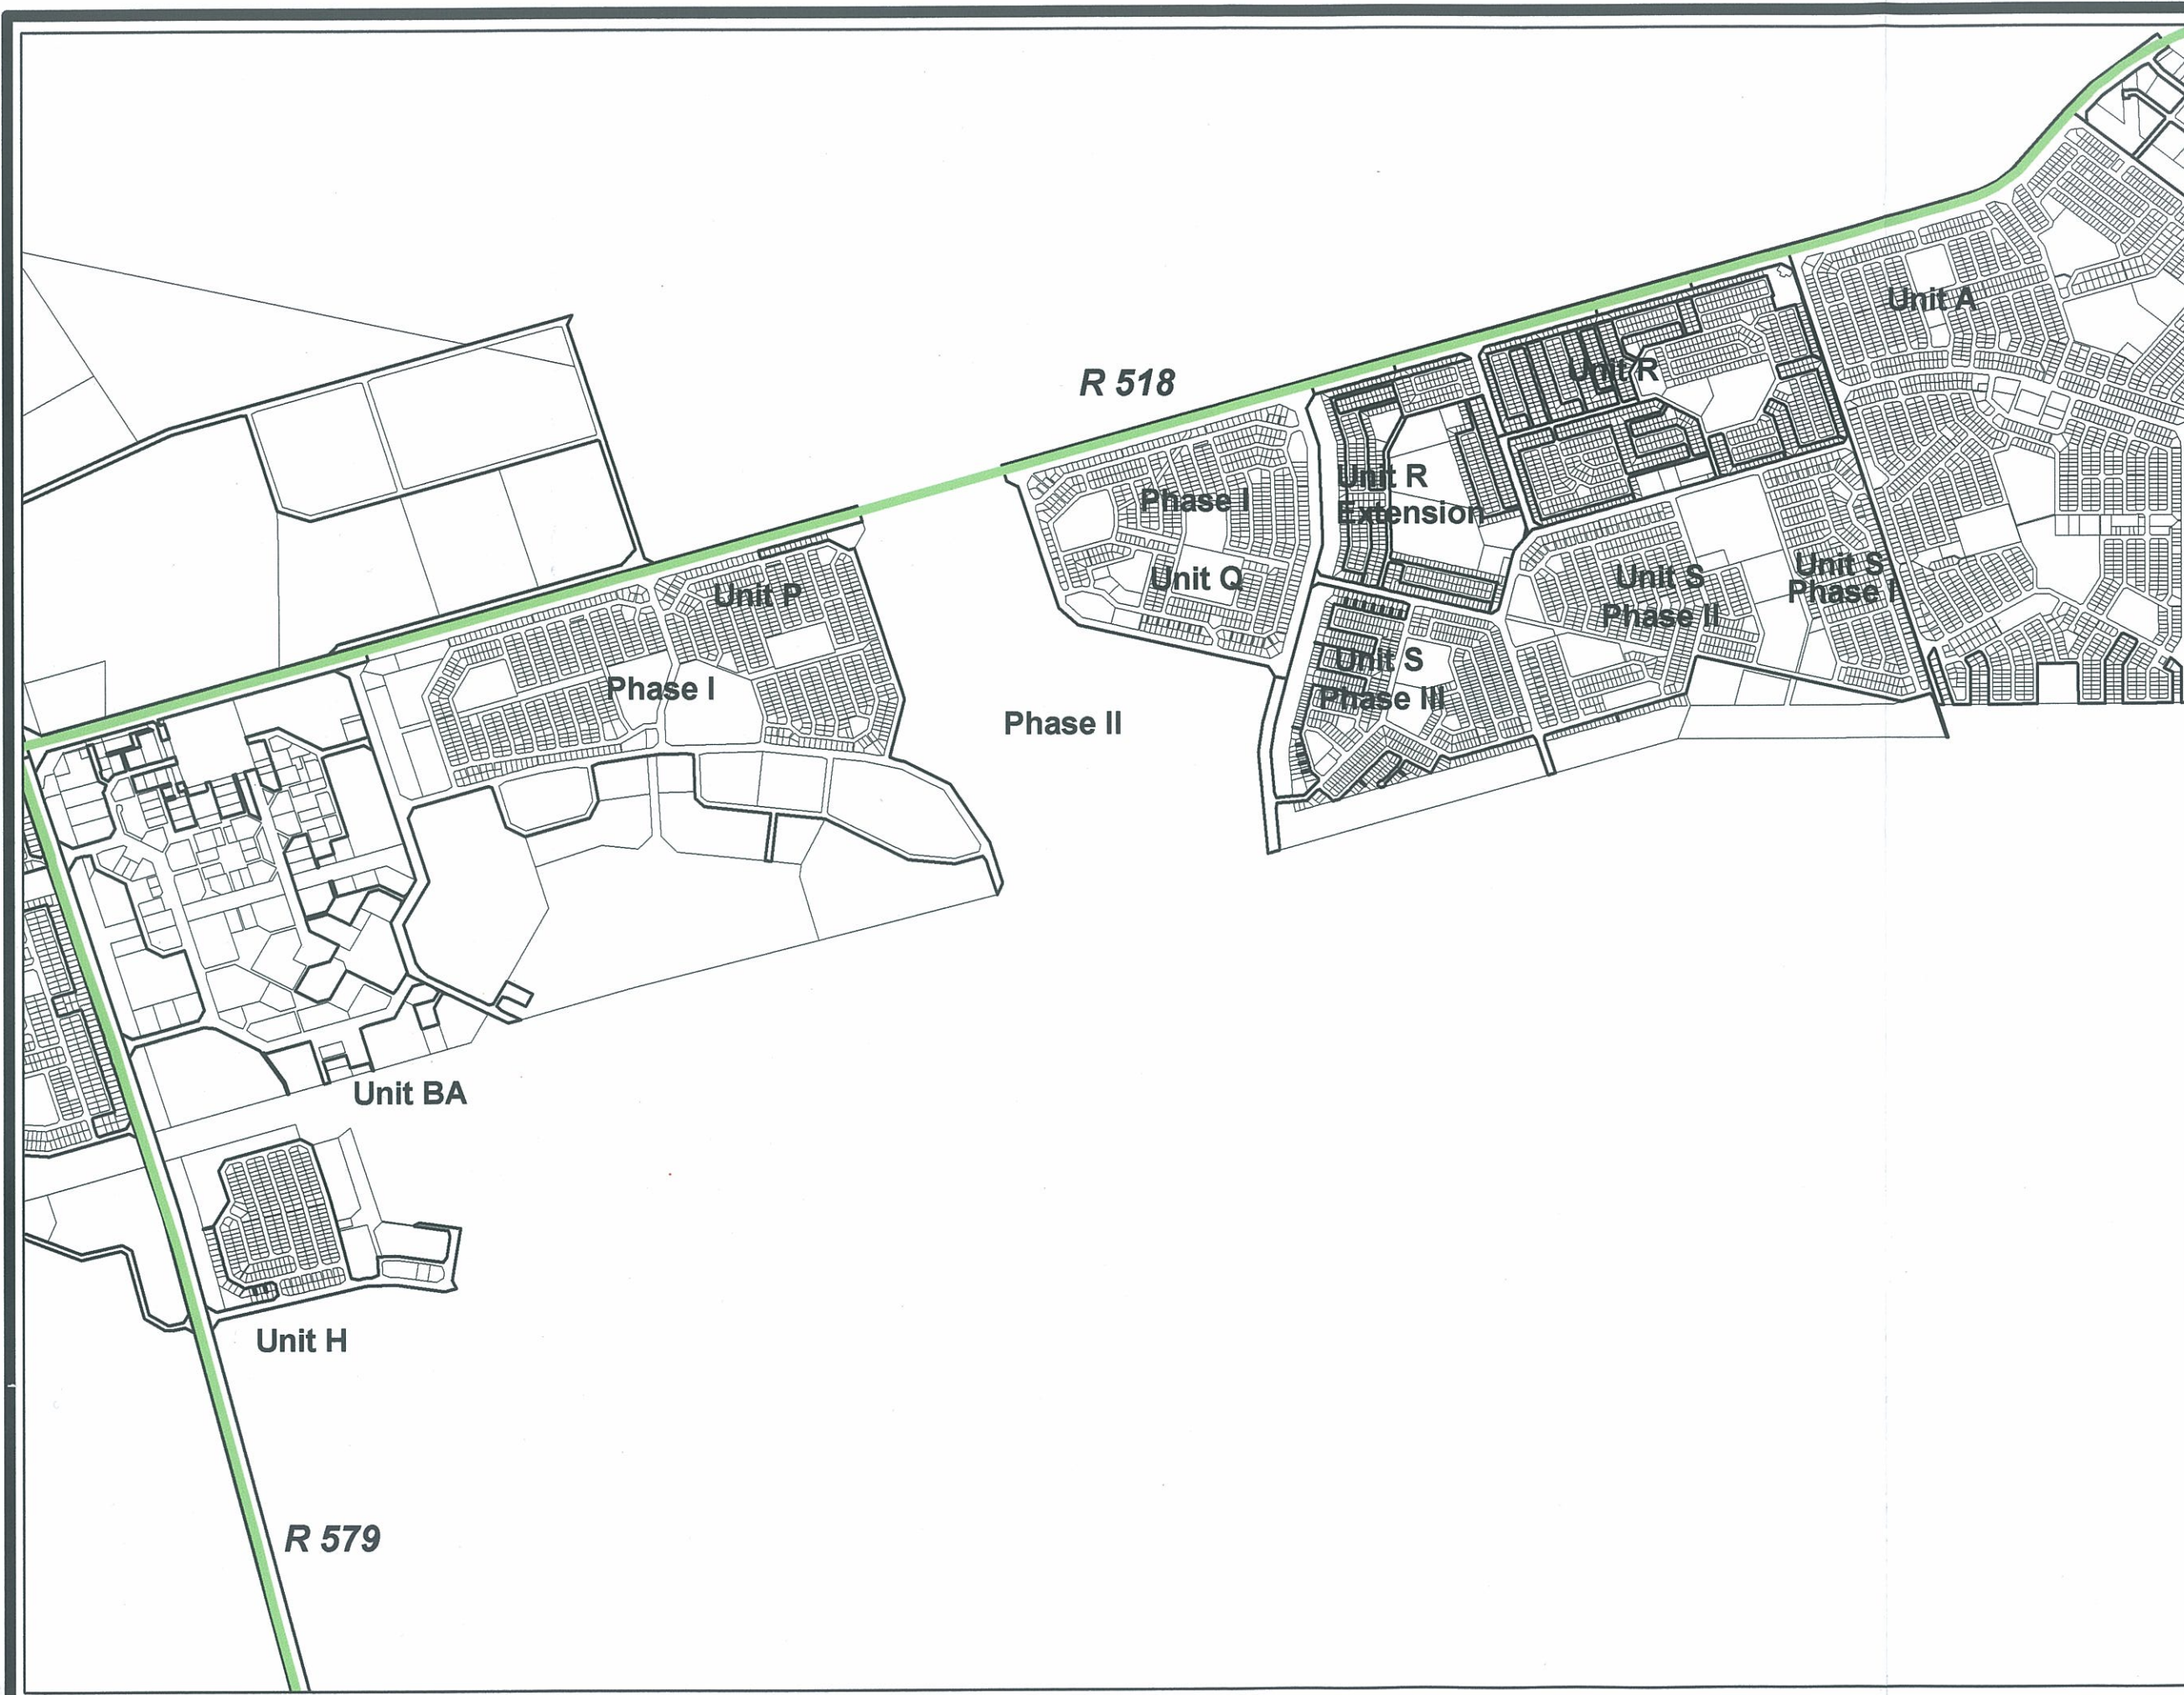 Unit A
R 518
Unit R
Unit R
Extension
Phase I
Unit Q
Unit S
Phase I
Unit S
Phase II
Unit P
Unit S
Phase III
Phase I
Phase II
Unit BA
Unit H
R 579